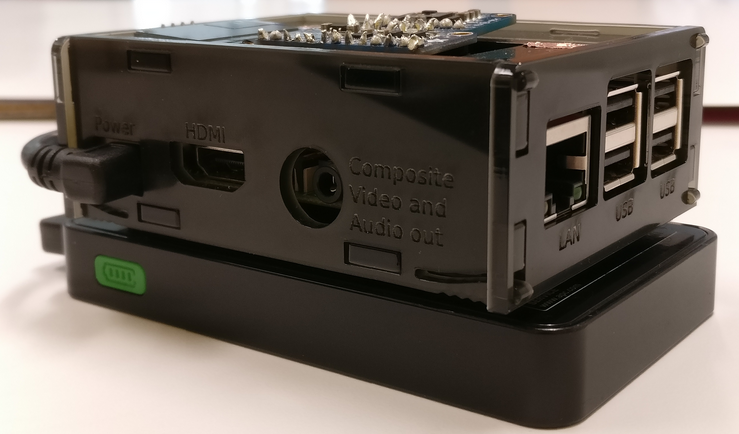 Power
HDMI
Composite
Video and
Audio out
LAN
USB
USB